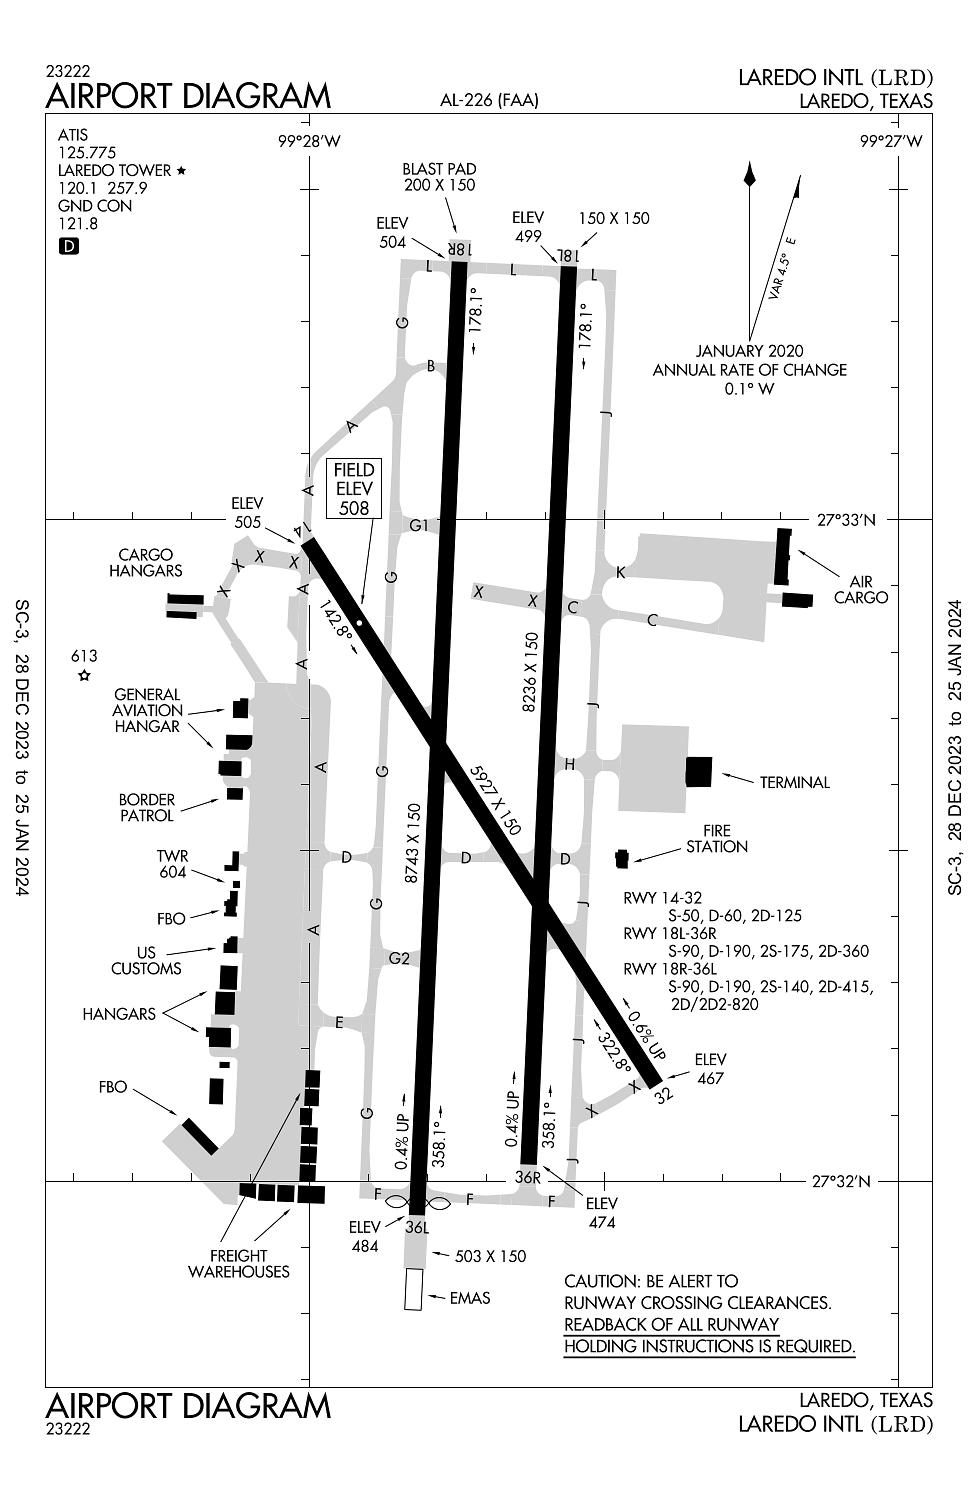 23222
AIRPORT DIAGRAM
AL-226 (FAA)
LAREDO INTL (LRD)
LAREDO, TEXAS
ATIS
125.775
LAREDO TOWER ★
120.1 257.9
GND CON
121.8
D
99°28'W
99°27'W
BLAST PAD
200 X 150
ELEV
504
ELEV
499
150 X 150
18R
18L
L
L
L
178.1°
178.1°
VAR 4.5° E
JANUARY 2020
ANNUAL RATE OF CHANGE
0.1° W
G
B
A
J
FIELD
ELEV
508
A
ELEV
505
14
G1
27°33'N
CARGO
HANGARS
X
X
X
X
A
G
142.8°
X
X
C
K
C
AIR
CARGO
613
A
8236 X 150
J
GENERAL
AVIATION
HANGAR
A
G
5927 X 150
H
TERMINAL
BORDER
PATROL
8743 X 150
FIRE
STATION
TWR
604
D
D
D
FBO
A
G
J
RWY 14-32
S-50, D-60, 2D-125
RWY 18L-36R
S-90, D-190, 2S-175, 2D-360
RWY 18R-36L
S-90, D-190, 2S-140, 2D-415,
2D/2D2-820
US
CUSTOMS
G2
HANGARS
E
J
0.6% UP
322.8°
ELEV
467
32
X
X
FBO
G
0.4% UP
358.1°
0.4% UP
358.1°
J
36R
27°32'N
F
F
F
ELEV
474
ELEV
484
36L
FREIGHT
WAREHOUSES
503 X 150
EMAS
CAUTION: BE ALERT TO
RUNWAY CROSSING CLEARANCES.
READBACK OF ALL RUNWAY
HOLDING INSTRUCTIONS IS REQUIRED.
SC-3, 28 DEC 2023 to 25 JAN 2024
SC-3, 28 DEC 2023 to 25 JAN 2024
AIRPORT DIAGRAM
23222
LAREDO, TEXAS
LAREDO INTL (LRD)